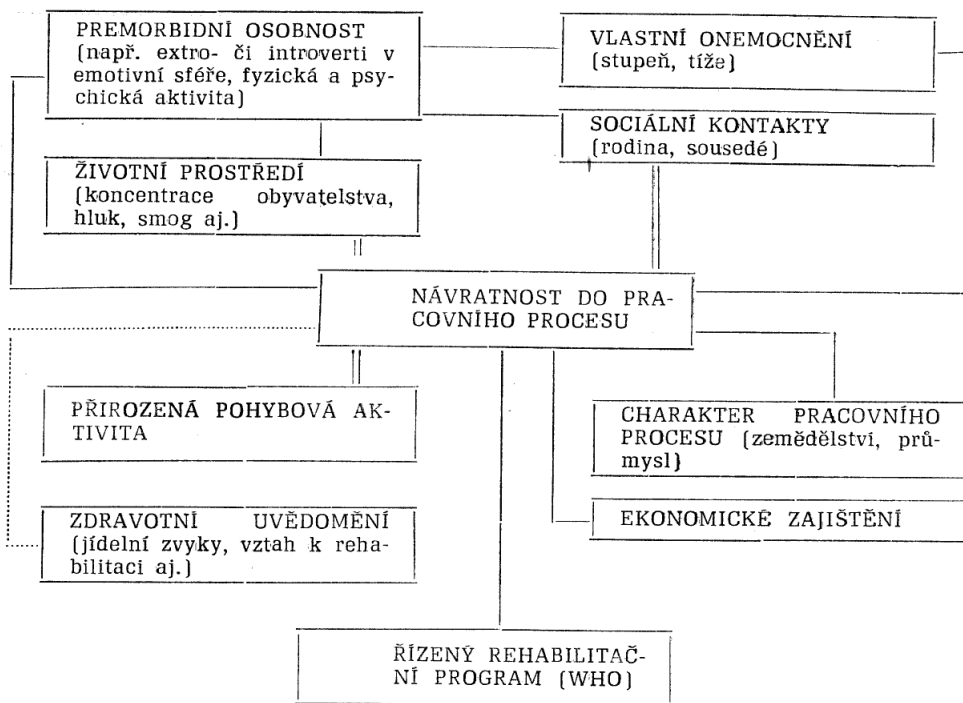 PREMORBIDNÍ OSOBNOST
(např. extro- či introverti v
emotivní sféře, fyzická a psy-
chická aktivita)
VLASTNÍ ONEMOCNĚNÍ
(stupeň, tíže)
SOCIÁLNÍ KONTAKTY
(rodina, sousedé)
ŽIVOTNÍ PROSTŘEDÍ
(koncentrace obyvatelstva,
hluk, smog aj.)
NÁVRATNOST DO PRA-
COVNÍHO PROCESU
PŘIROZENÁ POHYBOVÁ AK-
TIVITA
CHARAKTER PRACOVNÍHO
PROCESU (zemědělství, prů-
mysl)
ZDRAVOTNÍ UVĚDOMĚNÍ
(jídelní zvyky, vztah k reha-
bilitaci aj.)
EKONOMICKÉ ZAJIŠTĚNÍ
ŘÍZENÝ REHABILITAČ-
NÍ PROGRAM (WHO)